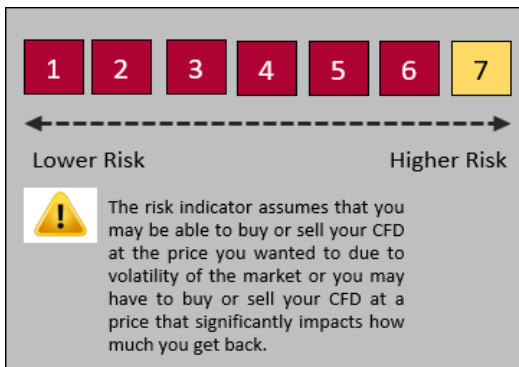 1 2 3 4 5 6 7
Lower Risk Higher Risk
The risk indicator assumes that you
may be able to buy or sell your CFD
at the price you wanted to due to
volatility of the market or you may
have to buy or sell your CFD at a
price that significantly impacts how
much you get back.